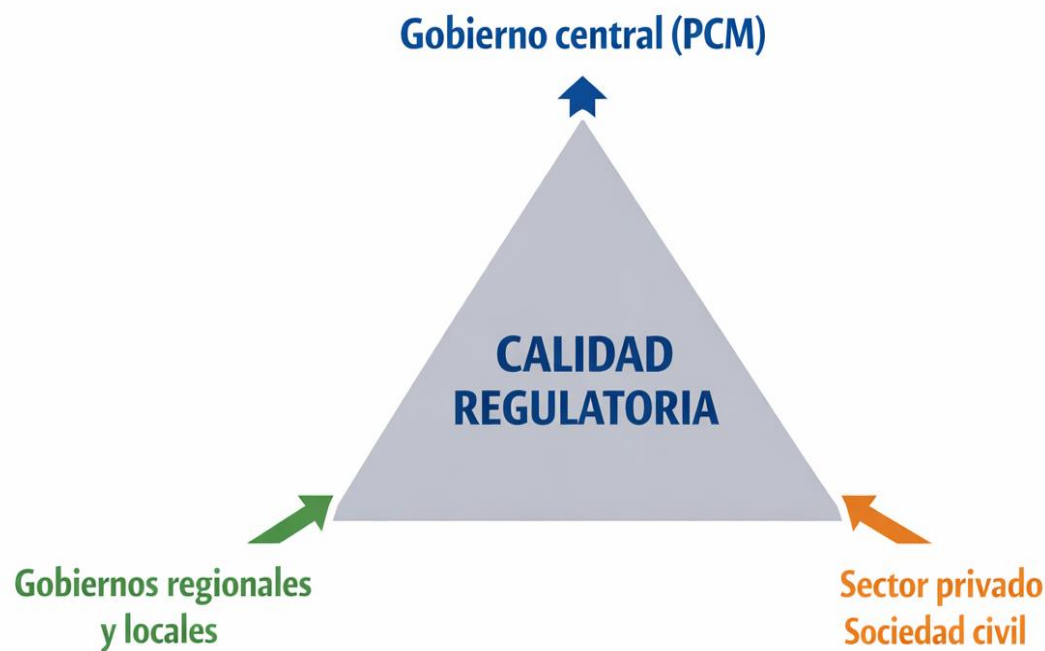 Gobierno central (PCM)
CALIDAD
REGULATORIA
Gobiernos regionales
y locales
Sector privado
Sociedad civil